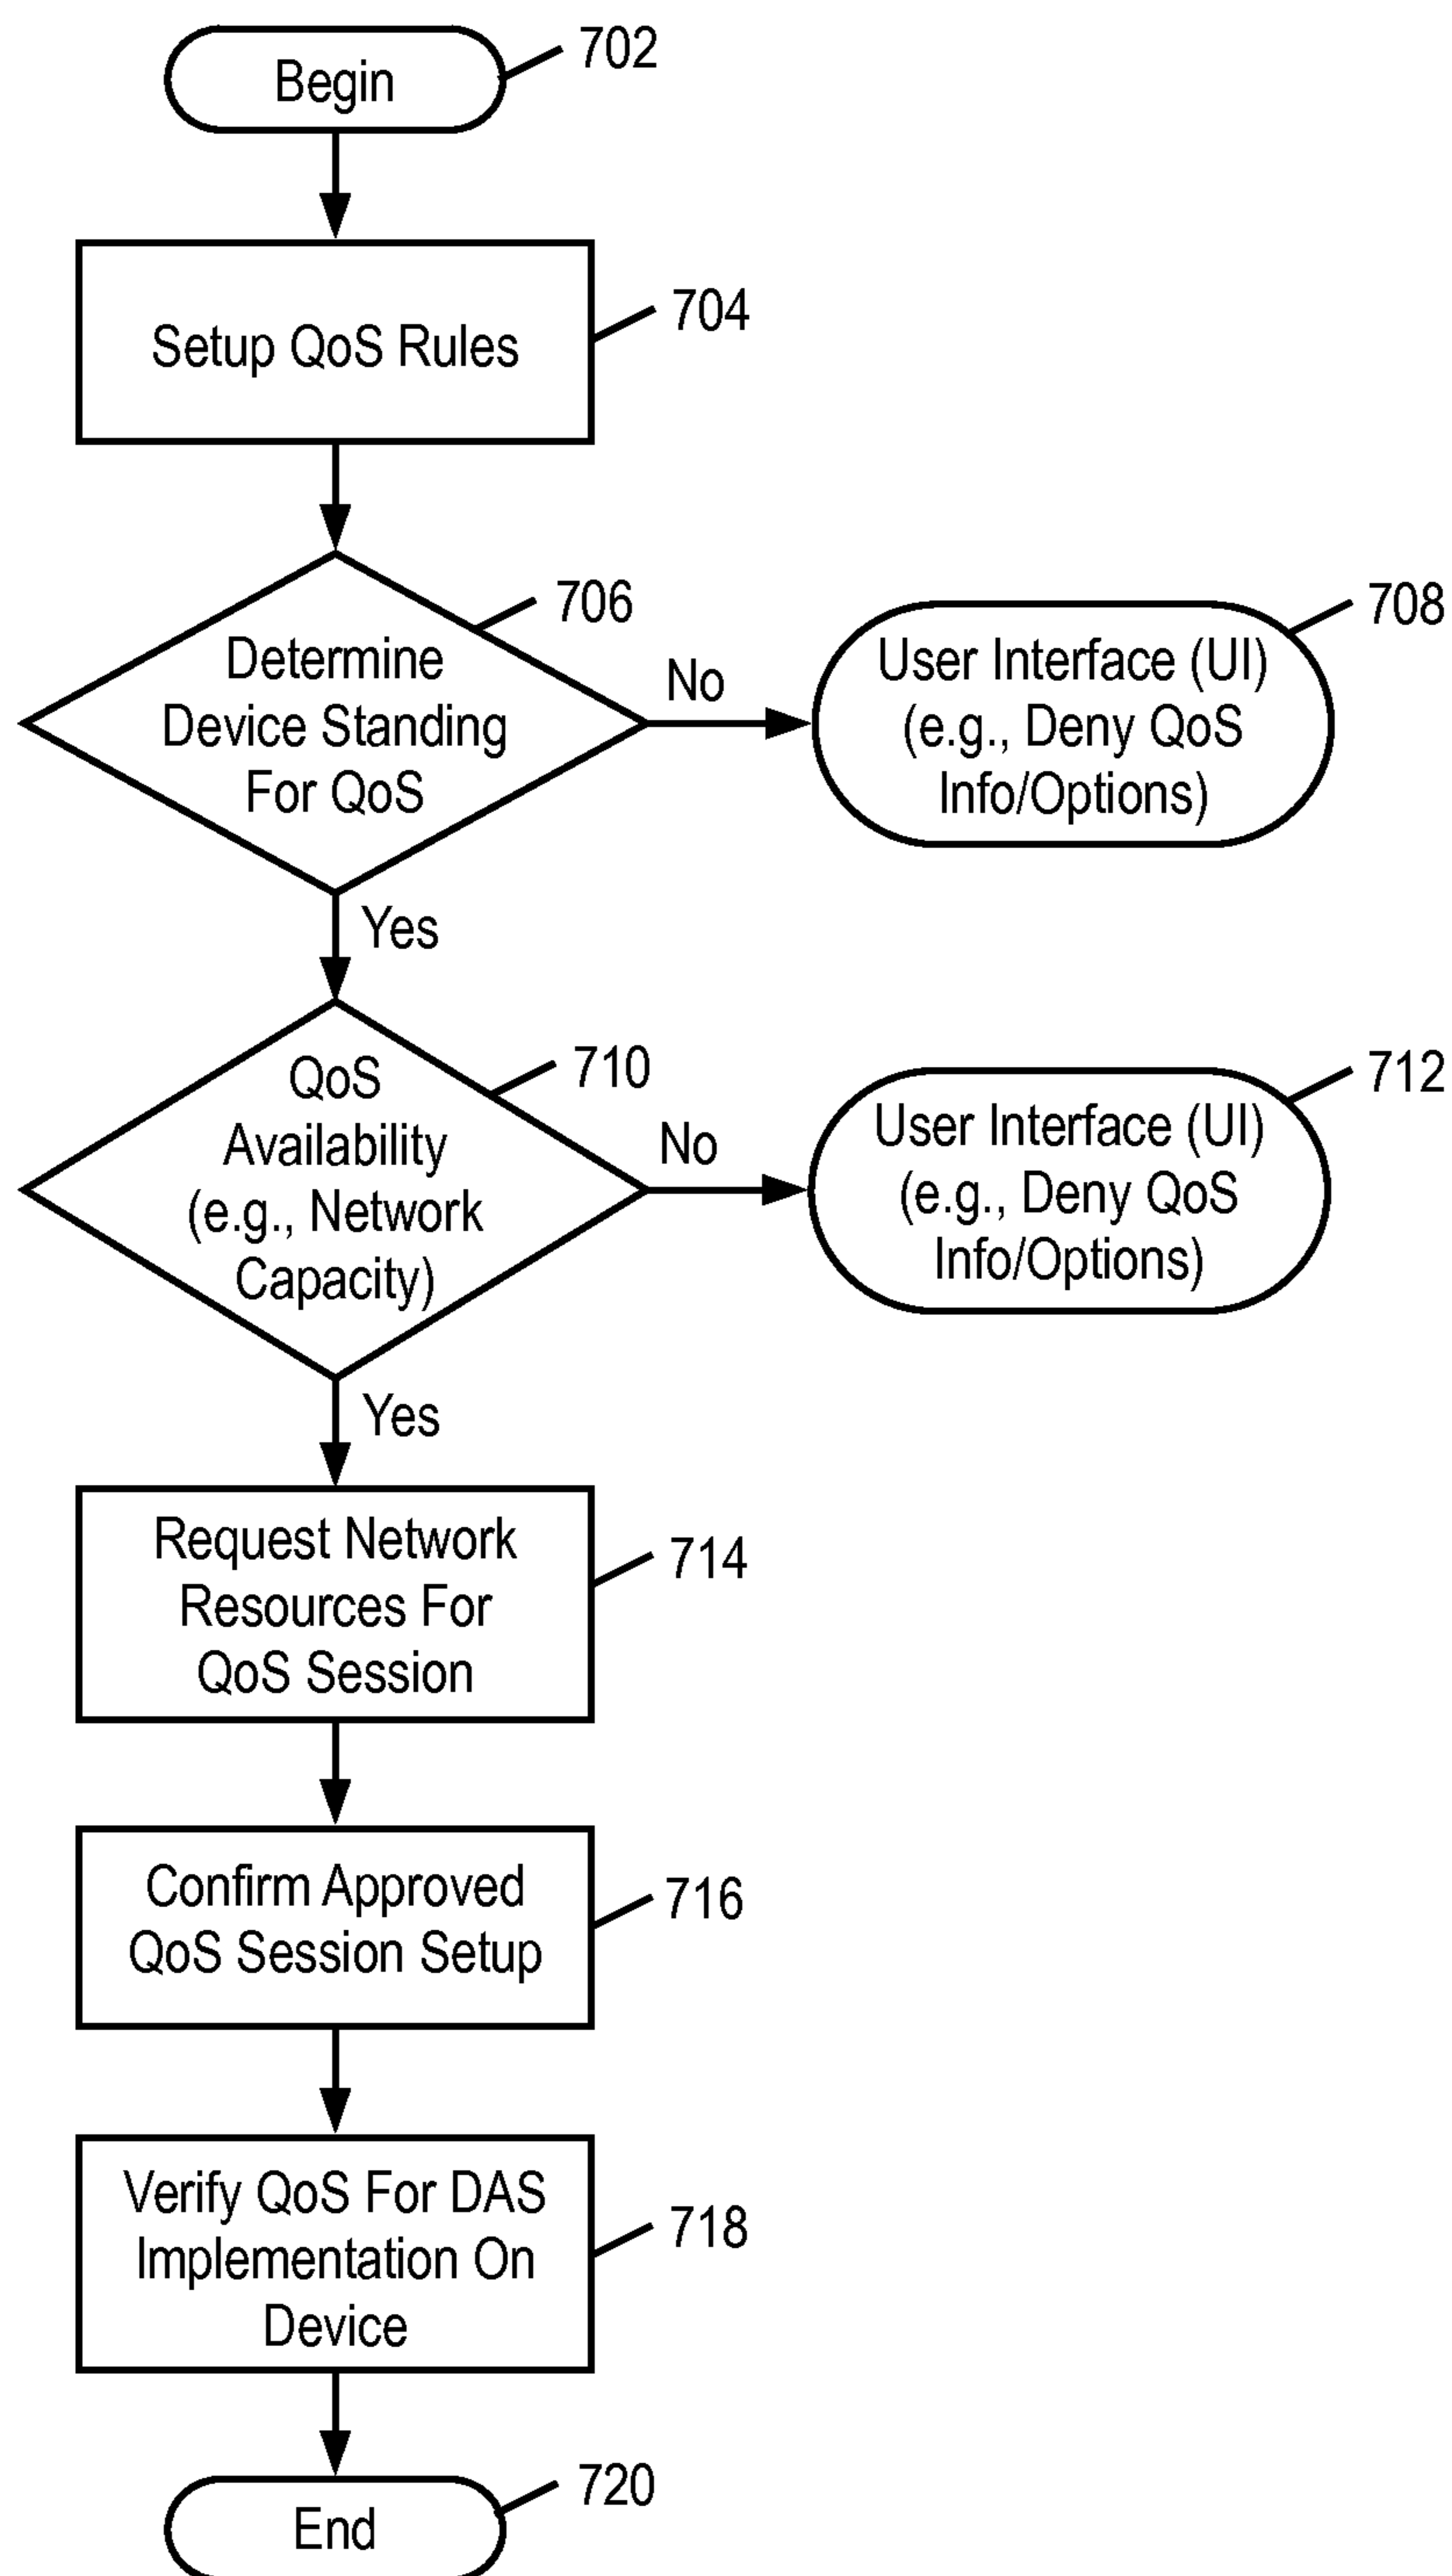 Begin
702
Setup QoS Rules
704
706
Determine
Device Standing
For QoS
No
708
User Interface (UI)
(e.g., Deny QoS
Info/Options)
Yes
710
QoS
Availability
(e.g., Network
Capacity)
No
712
User Interface (UI)
(e.g., Deny QoS
Info/Options)
Yes
Request Network
Resources For
QoS Session
714
Confirm Approved
QoS Session Setup
716
Verify QoS For DAS
Implementation On
Device
718
End
720